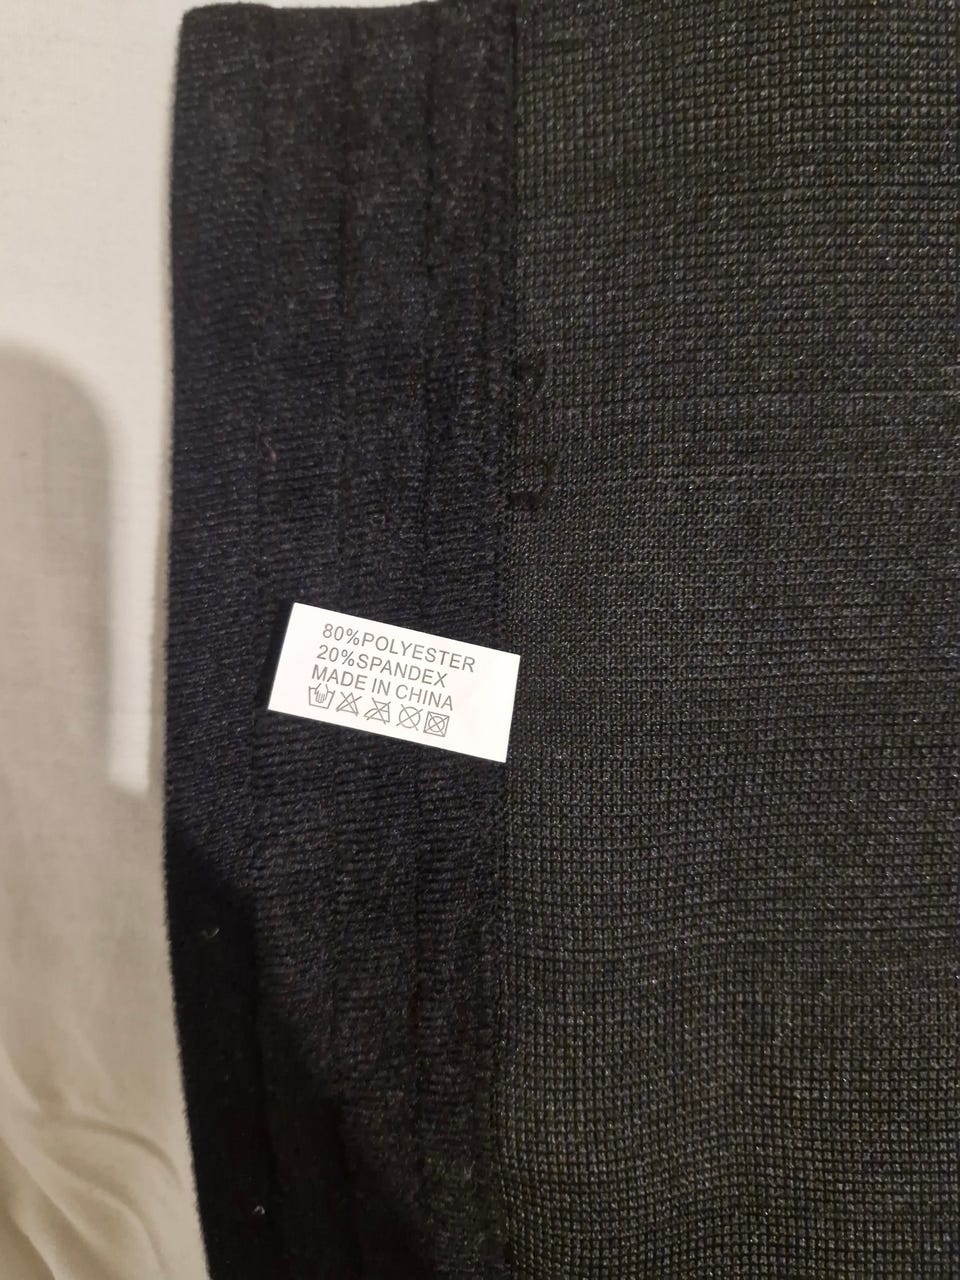 80%POLYESTER
20%SPANDEX
MADE IN CHINA